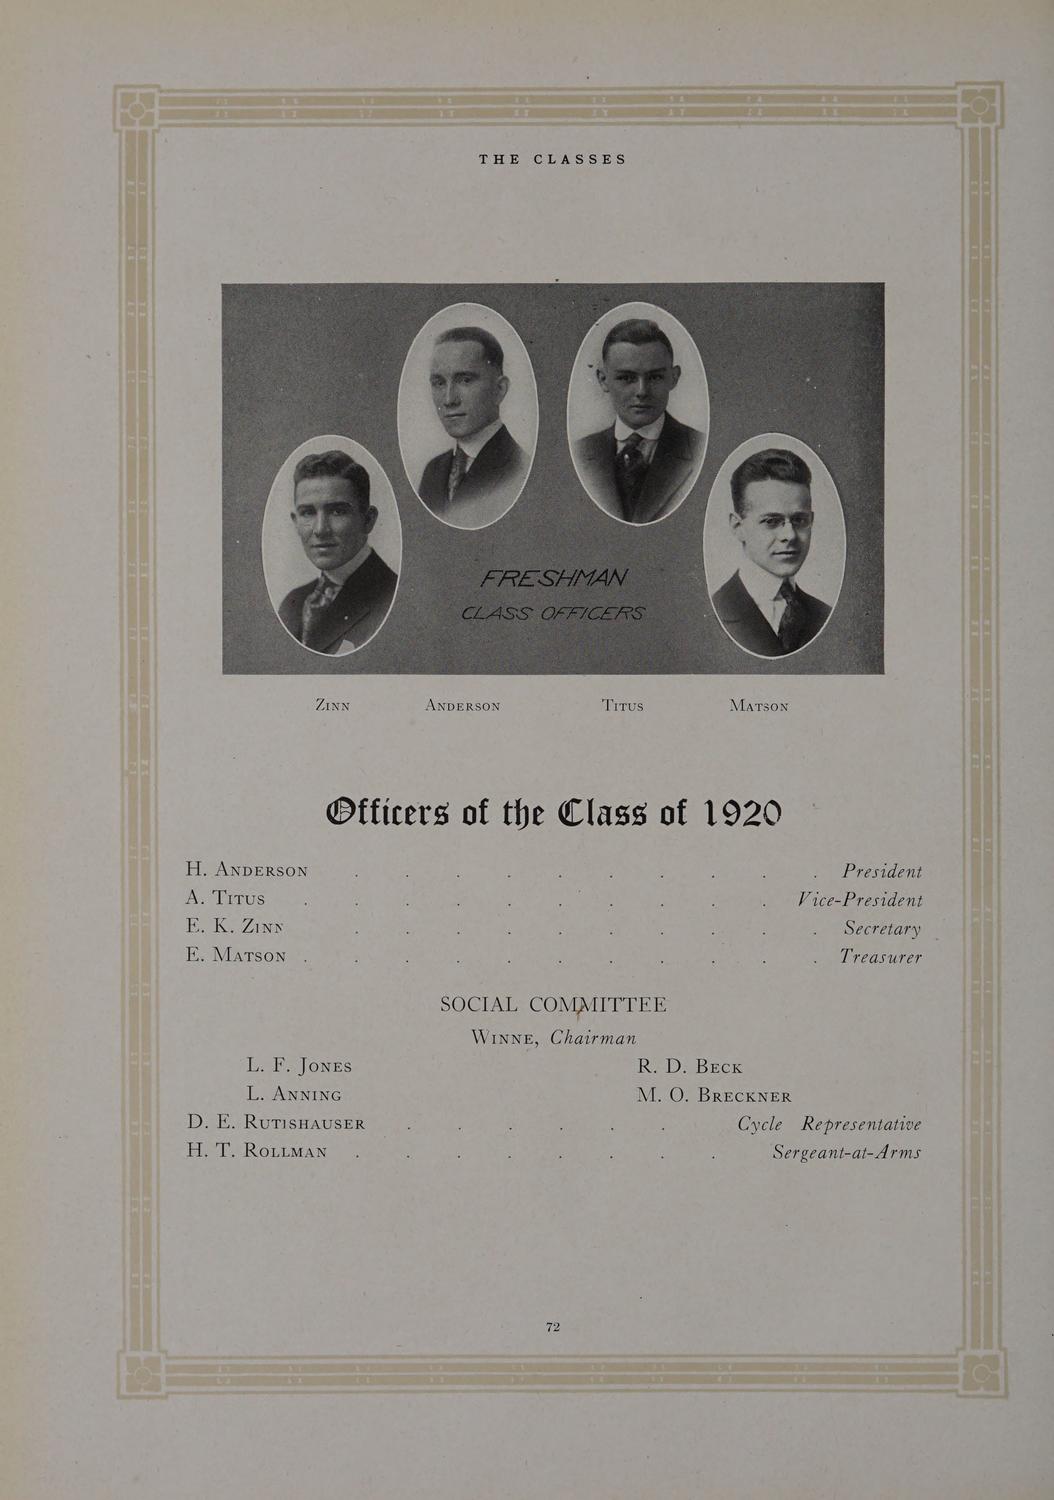 THE CLASSES
FRESHMAN
CLASS OFFICERS
ZINN ANDERSON TITUS MATSON
Officers of the Class of 1920
H. ANDERSON . . . . . . . . . . President
A. TITUS . . . . . . . . . . Vice-President
E. K. ZINN . . . . . . . . . . Secretary
E. MATSON . . . . . . . . . . . Treasurer
SOCIAL COMMITTEE
WINNE, Chairman
L. F. JONES R. D. BECK
L. ANNING M. O. BRECKNER
D. E. RUTISHAUSER . . . . . . Cycle Representative
H. T. ROLLMAN . . . . . . . . Sergeant-at-Arms
72